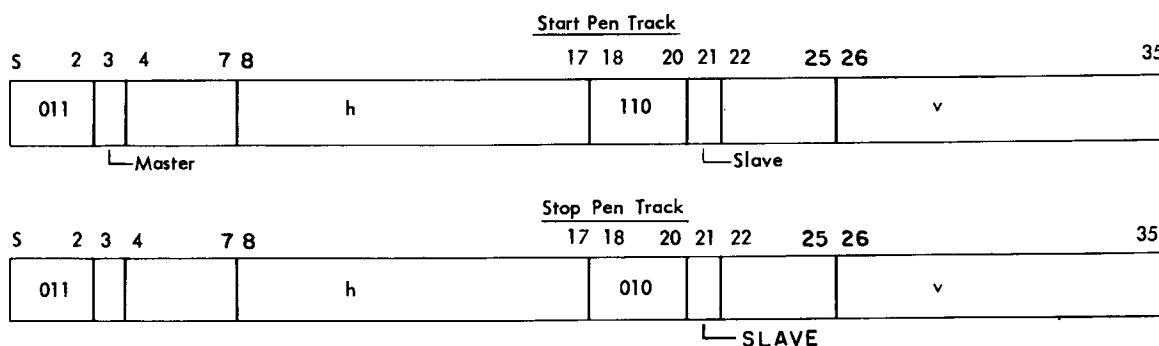 Start Pen Track
S 2 3 4 7 8 17 18 20 21 22 25 26 35
011 h 110 v
Master Slave
Stop Pen Track
S 2 3 4 7 8 17 18 20 21 22 25 26 35
011 h 010 v
SLAVE